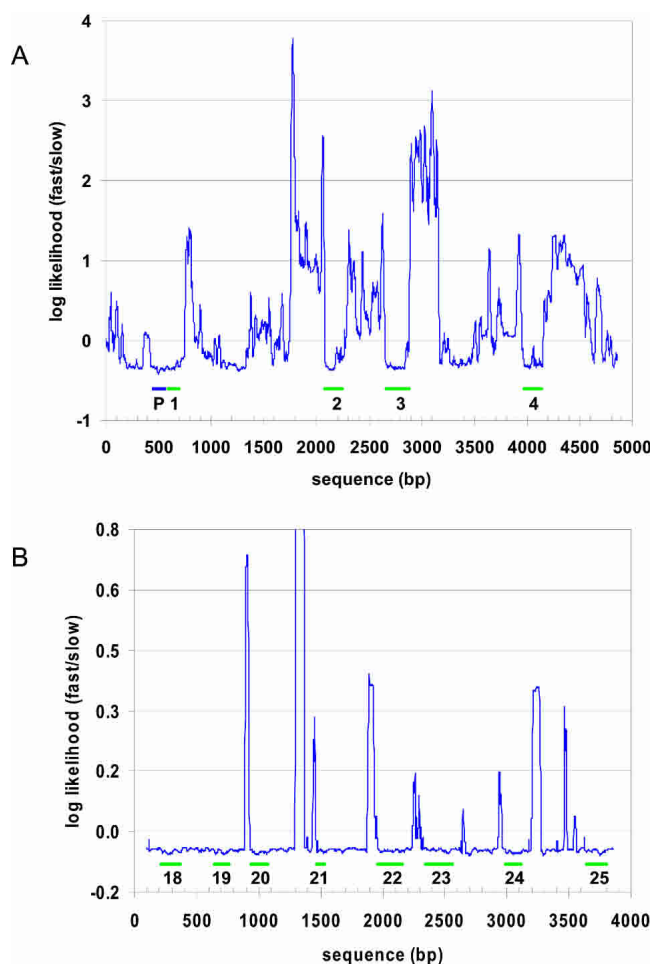 A
4
3
2
1
0
-1
log likelihood (fast/slow)
P 1 2 3 4
0 500 1000 1500 2000 2500 3000 3500 4000 4500 5000
sequence (bp)
B
0.8
0.6
0.5
0.3
0.2
0.0
-0.2
log likelihood (fast/slow)
18 19 20 21 22 23 24 25
0 500 1000 1500 2000 2500 3000 3500 4000
sequence (bp)